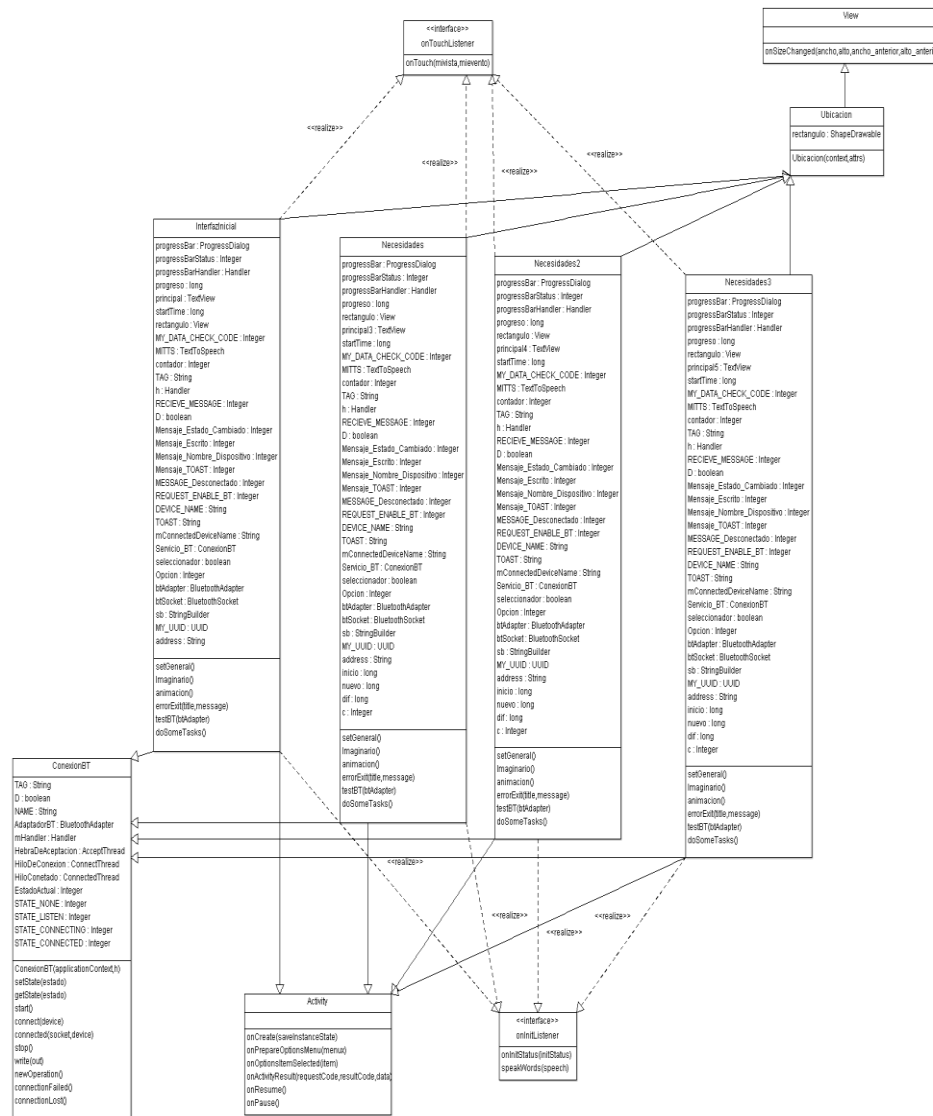 <<interface>>
onTouchListener
onTouch(mivista,mievento)
View
onSizeChanged(ancho,alto,ancho_anterior,alto_anteri
Ubicacion
rectangulo : ShapeDrawable
Ubicacion(context,attrs)
<<realize>>
<<realize>>
<<realize>>
<<realize>>
InterfazInicial
progressBar : ProgressDialog
progressBarStatus : Integer
progressBarHandler : Handler
progreso : long
principal : TextView
startTime : long
rectangulo : View
MY_DATA_CHECK_CODE : Integer
MITTS : TextToSpeech
contador : Integer
TAG : String
h : Handler
RECIEVE_MESSAGE : Integer
D : boolean
Mensaje_Estado_Cambiado : Integer
Mensaje_Escrito : Integer
Mensaje_Nombre_Dispositivo : Integer
Mensaje_TOAST : Integer
MESSAGE_Desconectado : Integer
REQUEST_ENABLE_BT : Integer
DEVICE_NAME : String
TOAST : String
mConnectedDeviceName : String
Servicio_BT : ConexionBT
seleccionador : boolean
Opcion : Integer
btAdapter : BluetoothAdapter
btSocket : BluetoothSocket
sb : StringBuilder
MY_UUID : UUID
address : String
setGeneral()
Imaginario()
animacion()
errorExit(title,message)
testBT(btAdapter)
doSomeTasks()
Necesidades
progressBar : ProgressDialog
progressBarStatus : Integer
progressBarHandler : Handler
progreso : long
rectangulo : View
principal3 : TextView
startTime : long
MY_DATA_CHECK_CODE : Integer
MITTS : TextToSpeech
contador : Integer
TAG : String
h : Handler
RECIEVE_MESSAGE : Integer
D : boolean
Mensaje_Estado_Cambiado : Integer
Mensaje_Escrito : Integer
Mensaje_Nombre_Dispositivo : Integer
Mensaje_TOAST : Integer
MESSAGE_Desconectado : Integer
REQUEST_ENABLE_BT : Integer
DEVICE_NAME : String
TOAST : String
mConnectedDeviceName : String
Servicio_BT : ConexionBT
seleccionador : boolean
Opcion : Integer
btAdapter : BluetoothAdapter
btSocket : BluetoothSocket
sb : StringBuilder
MY_UUID : UUID
address : String
inicio : long
nuevo : long
dif : long
c : Integer
setGeneral()
Imaginario()
animacion()
errorExit(title,message)
testBT(btAdapter)
doSomeTasks()
Necesidades2
progressBar : ProgressDialog
progressBarStatus : Integer
progressBarHandler : Handler
progreso : long
rectangulo : View
principal4 : TextView
startTime : long
MY_DATA_CHECK_CODE : Integer
MITTS : TextToSpeech
contador : Integer
TAG : String
h : Handler
RECIEVE_MESSAGE : Integer
D : boolean
Mensaje_Estado_Cambiado : Integer
Mensaje_Escrito : Integer
Mensaje_Nombre_Dispositivo : Integer
Mensaje_TOAST : Integer
MESSAGE_Desconectado : Integer
REQUEST_ENABLE_BT : Integer
DEVICE_NAME : String
TOAST : String
mConnectedDeviceName : String
Servicio_BT : ConexionBT
seleccionador : boolean
Opcion : Integer
btAdapter : BluetoothAdapter
btSocket : BluetoothSocket
sb : StringBuilder
MY_UUID : UUID
address : String
inicio : long
nuevo : long
dif : long
c : Integer
setGeneral()
Imaginario()
animacion()
errorExit(title,message)
testBT(btAdapter)
doSomeTasks()
Necesidades3
progressBar : ProgressDialog
progressBarStatus : Integer
progressBarHandler : Handler
progreso : long
rectangulo : View
principal5 : TextView
startTime : long
MY_DATA_CHECK_CODE : Integer
MITTS : TextToSpeech
contador : Integer
TAG : String
h : Handler
RECIEVE_MESSAGE : Integer
D : boolean
Mensaje_Estado_Cambiado : Integer
Mensaje_Escrito : Integer
Mensaje_Nombre_Dispositivo : Integer
Mensaje_TOAST : Integer
MESSAGE_Desconectado : Integer
REQUEST_ENABLE_BT : Integer
DEVICE_NAME : String
TOAST : String
mConnectedDeviceName : String
Servicio_BT : ConexionBT
seleccionador : boolean
Opcion : Integer
btAdapter : BluetoothAdapter
btSocket : BluetoothSocket
sb : StringBuilder
MY_UUID : UUID
address : String
inicio : long
nuevo : long
dif : long
c : Integer
setGeneral()
Imaginario()
animacion()
errorExit(title,message)
testBT(btAdapter)
doSomeTasks()
ConexionBT
TAG : String
D : boolean
NAME : String
AdaptadorBT : BluetoothAdapter
mHandler : Handler
HebraDeAceptacion : AcceptThread
HiloDeConexion : ConnectThread
HiloConetado : ConnectedThread
EstadoActual : Integer
STATE_NONE : Integer
STATE_LISTEN : Integer
STATE_CONNECTING : Integer
STATE_CONNECTED : Integer
ConexionBT(applicationContext,h)
setState(estado)
getState(estado)
start()
connect(device)
connected(socket,device)
stop()
write(out)
newOperation()
connectionFailed()
connectionLost()
<<realize>>
<<realize>>
<<realize>>
<<realize>>
Activity
onCreate(saveInstanceState)
onPrepareOptionsMenu(menux)
onOptionsItemSelected(item)
onActivityResult(requestCode,resultCode,data)
onResume()
onPause()
<<interface>>
onInitListener
onInitStatus(initStatus)
speakWords(speech)